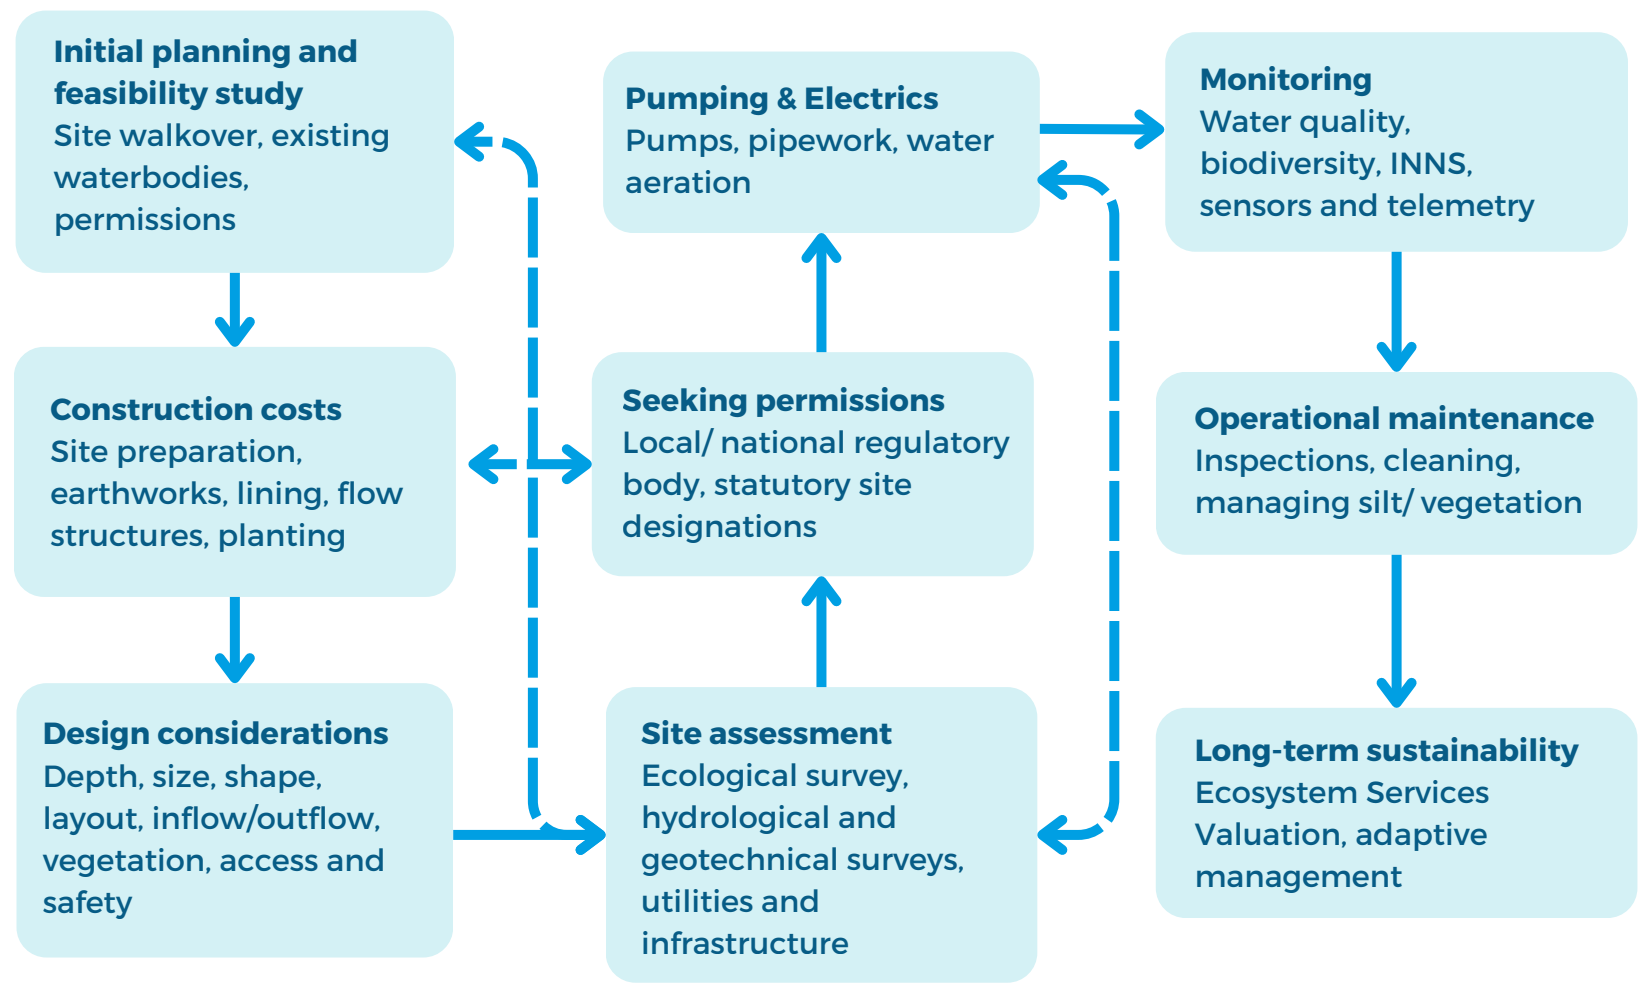 Initial planning and
feasibility study
Site walkover, existing
waterbodies,
permissions
Construction costs
Site preparation,
earthworks, lining, flow
structures, planting
Design considerations
Depth, size, shape,
layout, inflow/outflow,
vegetation, access and
safety
Site assessment
Ecological survey,
hydrological and
geotechnical surveys,
utilities and
infrastructure
Seeking permissions
Local/ national regulatory
body, statutory site
designations
Pumping & Electrics
Pumps, pipework, water
aeration
Monitoring
Water quality,
biodiversity, INNS,
sensors and telemetry
Operational maintenance
Inspections, cleaning,
managing silt/ vegetation
Long-term sustainability
Ecosystem Services
Valuation, adaptive
management